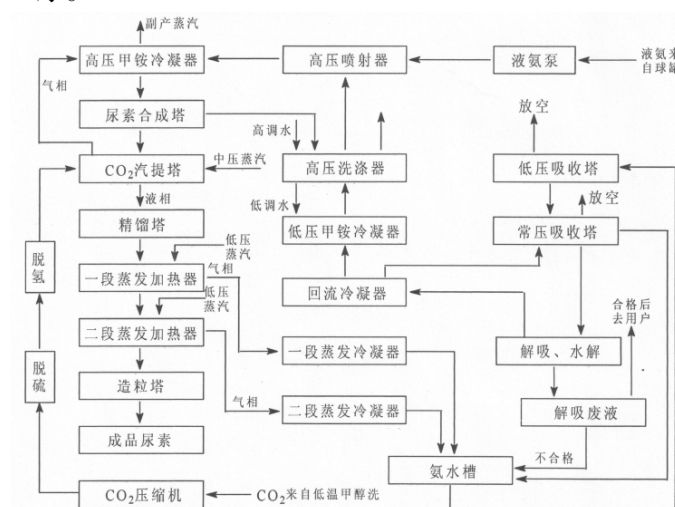 副产蒸汽
高压甲铵冷凝器
高压喷射器
液氨泵
液氨来
自球罐
气相
尿素合成塔
高调水
放空
CO₂汽提塔
中压蒸汽
高压洗涤器
低压吸收塔
液相
低调水
放空
精馏塔
低压甲铵冷凝器
常压吸收塔
脱氢
低压
蒸汽
一段蒸发加热器
气相
回流冷凝器
低压
蒸汽
合格后
去用户
二段蒸发加热器
一段蒸发冷凝器
解吸、水解
脱硫
造粒塔
气相
二段蒸发冷凝器
解吸废液
成品尿素
氨水槽
不合格
CO₂压缩机
CO₂来自低温甲醇洗